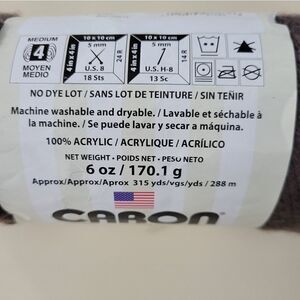 MEDIUM
4
MOYEN
MEDIO
10 x 10 cm
4 in x 4 in
5 mm
U.S. 8
24 R
18 Sts
10 x 10 cm
4 in x 4 in
5 mm
U.S. H-8
14 R
13 Sc
NO DYE LOT / SANS LOT DE TEINTURE / SIN TEÑIR
Machine washable and dryable. / Lavable et séchable à
la machine. / Se puede lavar y secar a máquina.
100% ACRYLIC / ACRYLIQUE / ACRÍLICO
NET WEIGHT • POIDS NET • PESO NETO
6 oz / 170.1 g
Approx/Approx/Aprox 315 yds/vgs/yds / 288 m
CARON